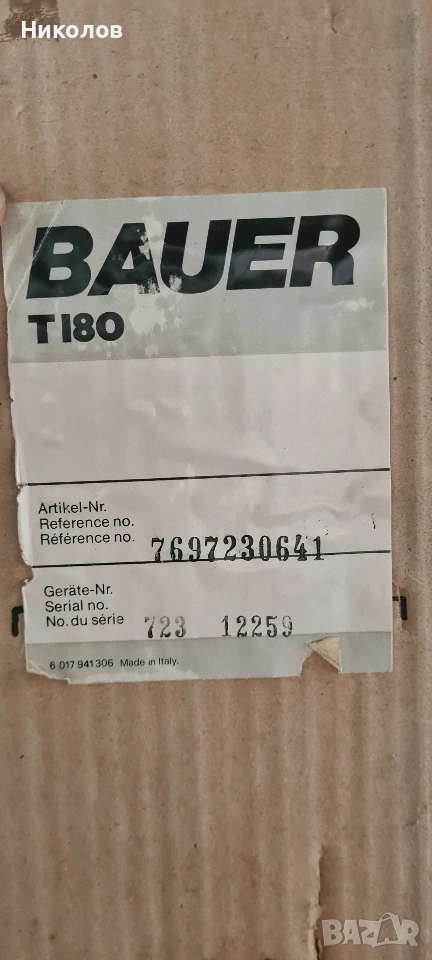 Николов
BAUER
T180
Artikel-Nr.
Reference no.
Référence no. 7697230641
Geräte-Nr.
Serial no.
No. du série 723 12259
6 017 941 306 Made in Italy.
BAZAR